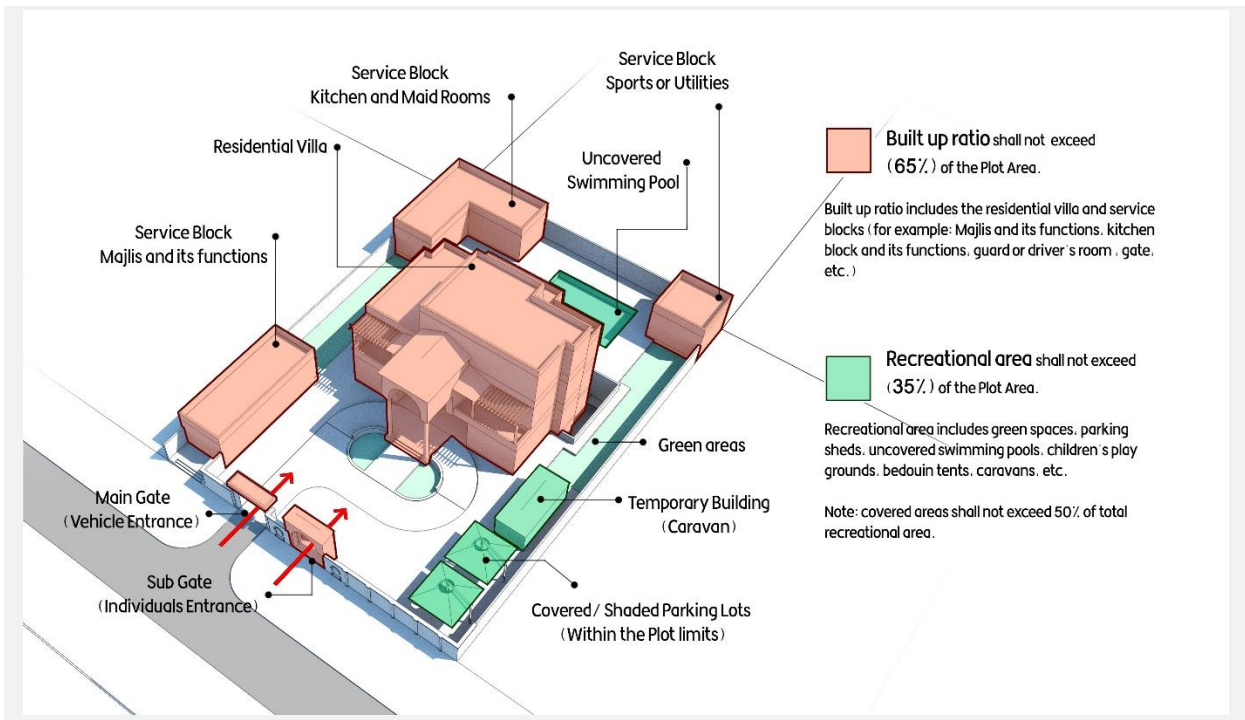 Service Block
Sports or Utilities
Service Block
Kitchen and Maid Rooms
Residential Villa
Uncovered
Swimming Pool
Service Block
Majlis and its functions
Green areas
Main Gate
(Vehicle Entrance)
Temporary Building
(Caravan)
Sub Gate
(Individuals Entrance)
Covered / Shaded Parking Lots
(Within the Plot limits)
Built up ratio shall not exceed
(65%) of the Plot Area.
Built up ratio includes the residential villa and service
blocks (for example: Majlis and its functions, kitchen
block and its functions, guard or driver's room , gate,
etc.)
Recreational area shall not exceed
(35%) of the Plot Area.
Recreational area includes green spaces, parking
sheds, uncovered swimming pools, children's play
grounds, bedouin tents, caravans, etc.
Note: covered areas shall not exceed 50% of total
recreational area.